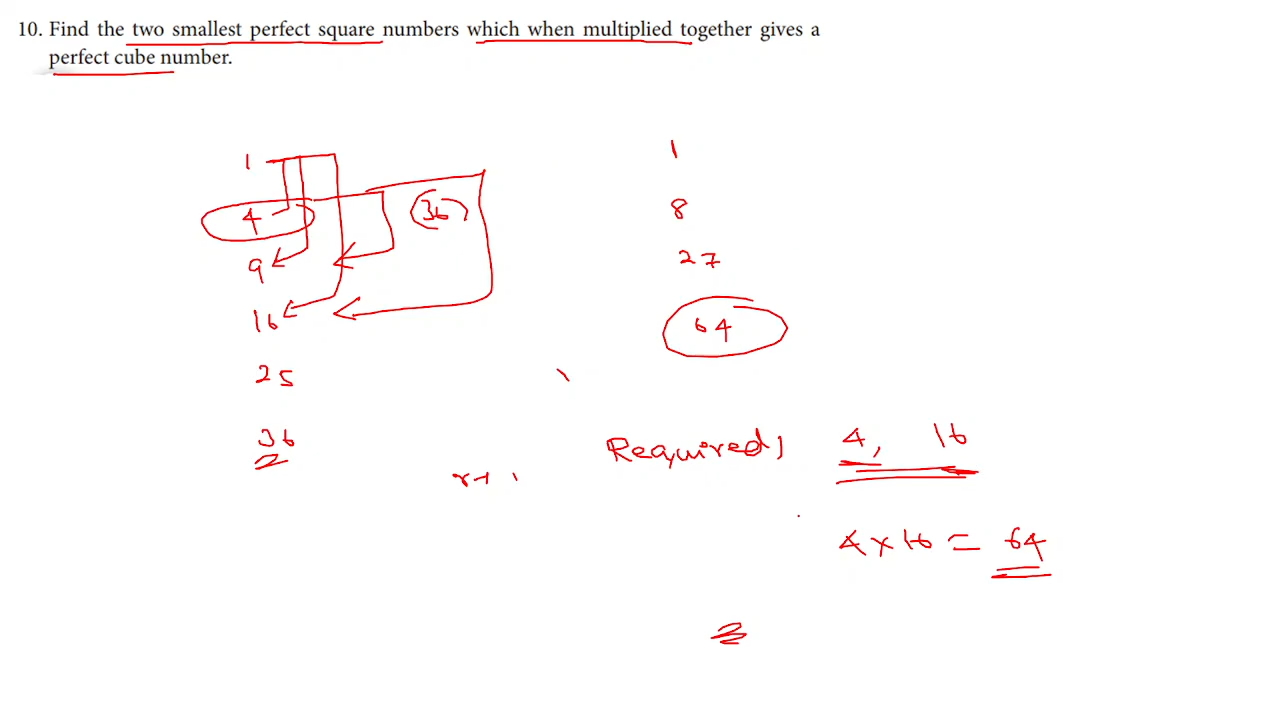 10. Find the two smallest perfect square numbers which when multiplied together gives a
perfect cube number.
1 1
4 (36) 8
9 27
16 64
25
36 Required; 4, 16
4 x 16 = 64